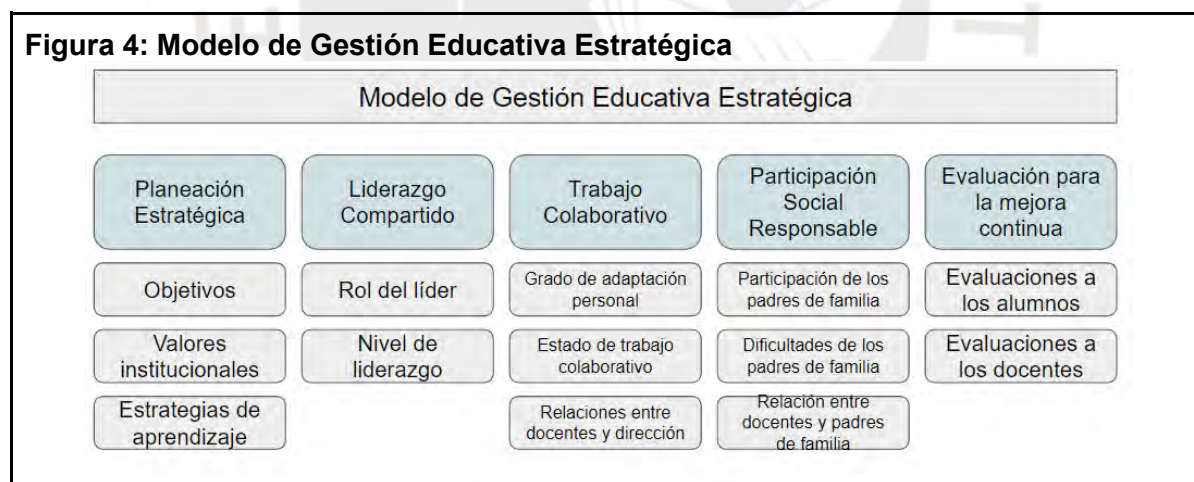 Figura 4: Modelo de Gestión Educativa Estratégica
Modelo de Gestión Educativa Estratégica
Planeación
Estratégica
Objetivos
Valores
institucionales
Estrategias de
aprendizaje
Liderazgo
Compartido
Rol del líder
Nivel de
liderazgo
Trabajo
Colaborativo
Grado de adaptación
personal
Estado de trabajo
colaborativo
Relaciones entre
docentes y dirección
Participación
Social
Responsable
Participación de los
padres de familia
Dificultades de los
padres de familia
Relación entre
docentes y padres
de familia
Evaluación para
la mejora
continua
Evaluaciones a
los alumnos
Evaluaciones a
los docentes